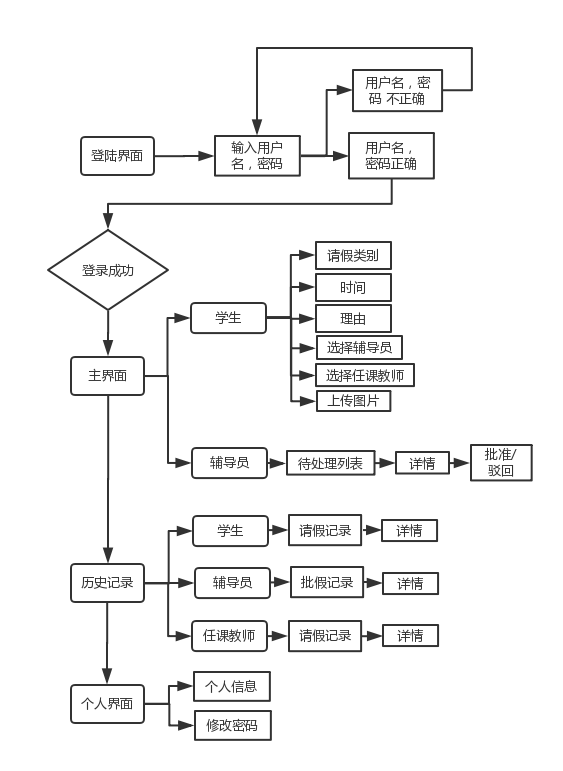 用户名，密
码 不正确
登陆界面
输入用户
名，密码
用户名，
密码正确
登录成功
请假类别
时间
学生
理由
选择辅导员
主界面
选择任课教师
上传图片
辅导员
待处理列表
详情
批准/
驳回
学生
请假记录
详情
历史记录
辅导员
批假记录
详情
任课教师
请假记录
详情
个人界面
个人信息
修改密码